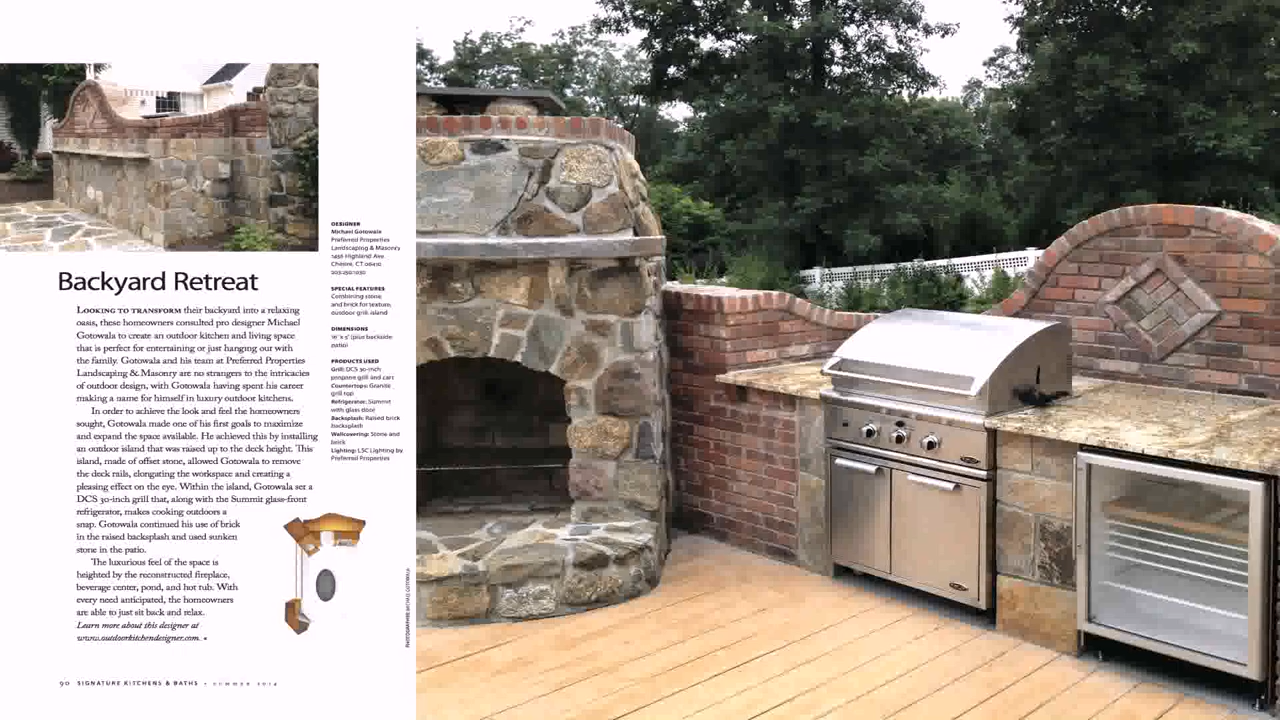 Backyard Retreat
LOOKING TO TRANSFORM their backyard into a relaxing
oasis, these homeowners consulted pro designer Michael
Gotowala to create an outdoor kitchen and living space
that is perfect for entertaining or just hanging out with
the family. Gotowala and his team at Preferred Properties
Landscaping & Masonry are no strangers to the intricacies
of outdoor design, with Gotowala having spent his career
making a name for himself in luxury outdoor kitchens.
In order to achieve the look and feel the homeowners
sought, Gotowala made one of his first goals to maximize
and expand the space available. He achieved this by installing
an outdoor island that was raised up to the deck height. This
island, made of offset stone, allowed Gotowala to remove
the deck rails, elongating the workspace and creating a
pleasing effect on the eye. Within the island, Gotowala set a
DCS 30-inch grill that, along with the Summit glass-front
refrigerator, makes cooking outdoors a
snap. Gotowala continued his use of brick
in the raised backsplash and used sunken
stone in the patio.
The luxurious feel of the space is
heighted by the reconstructed fireplace,
beverage center, pond, and hot tub. With
every need anticipated, the homeowners
are able to just sit back and relax.
Learn more about this designer at
www.outdoorkitchendesigner.com.
DESIGNER
Michael Gotowala
Preferred Properties
Landscaping & Masonry
1456 Highland Ave.
Chesire, CT 06410
SPECIAL FEATURES
Combining stone
and brick for texture;
outdoor grill island
DIMENSIONS
(plus backside
patio)
PRODUCTS USED
Grill: DCS 30-inch
propane grill and cart
Countertops: Granite
grill top
Refrigerator: Summit
with glass door
Backsplash: Raised brick
backsplash
Wallcovering: Stone and
brick
Lighting: LSC Lighting by
Preferred Properties
PHOTOGRAPHER: MICHAEL GOTOWALA
90 SIGNATURE KITCHENS & BATHS • SUMMER 2014